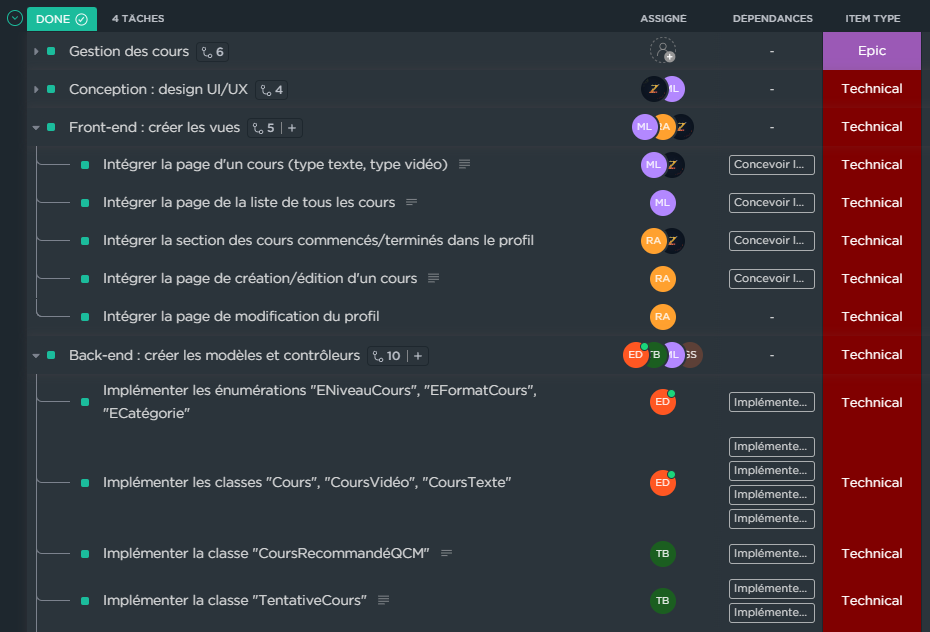 DONE 4 TÂCHES ASSIGNÉ DÉPENDANCES ITEM TYPE
Gestion des cours 6 - Epic
Conception : design UI/UX 4 Z ML - Technical
Front-end : créer les vues 5 + ML RA Z - Technical
Intégrer la page d'un cours (type texte, type vidéo) ML Z Concevoir l... Technical
Intégrer la page de la liste de tous les cours ML Concevoir l... Technical
Intégrer la section des cours commencés/terminés dans le profil RA Z Concevoir l... Technical
Intégrer la page de création/édition d'un cours RA Concevoir l... Technical
Intégrer la page de modification du profil RA - Technical
Back-end : créer les modèles et contrôleurs 10 + ED TB ML GS - Technical
Implémenter les énumérations "ENiveauCours", "EFormatCours",
"ECatégorie" ED Implémente... Technical
Implémente...
Implémente...
Implémenter les classes "Cours", "CoursVidéo", "CoursTexte" ED Technical
Implémente...
Implémente...
Implémenter la classe "CoursRecommandéQCM" TB Implémente... Technical
Implémente...
Implémenter la classe "TentativeCours" TB Technical
Implémente...